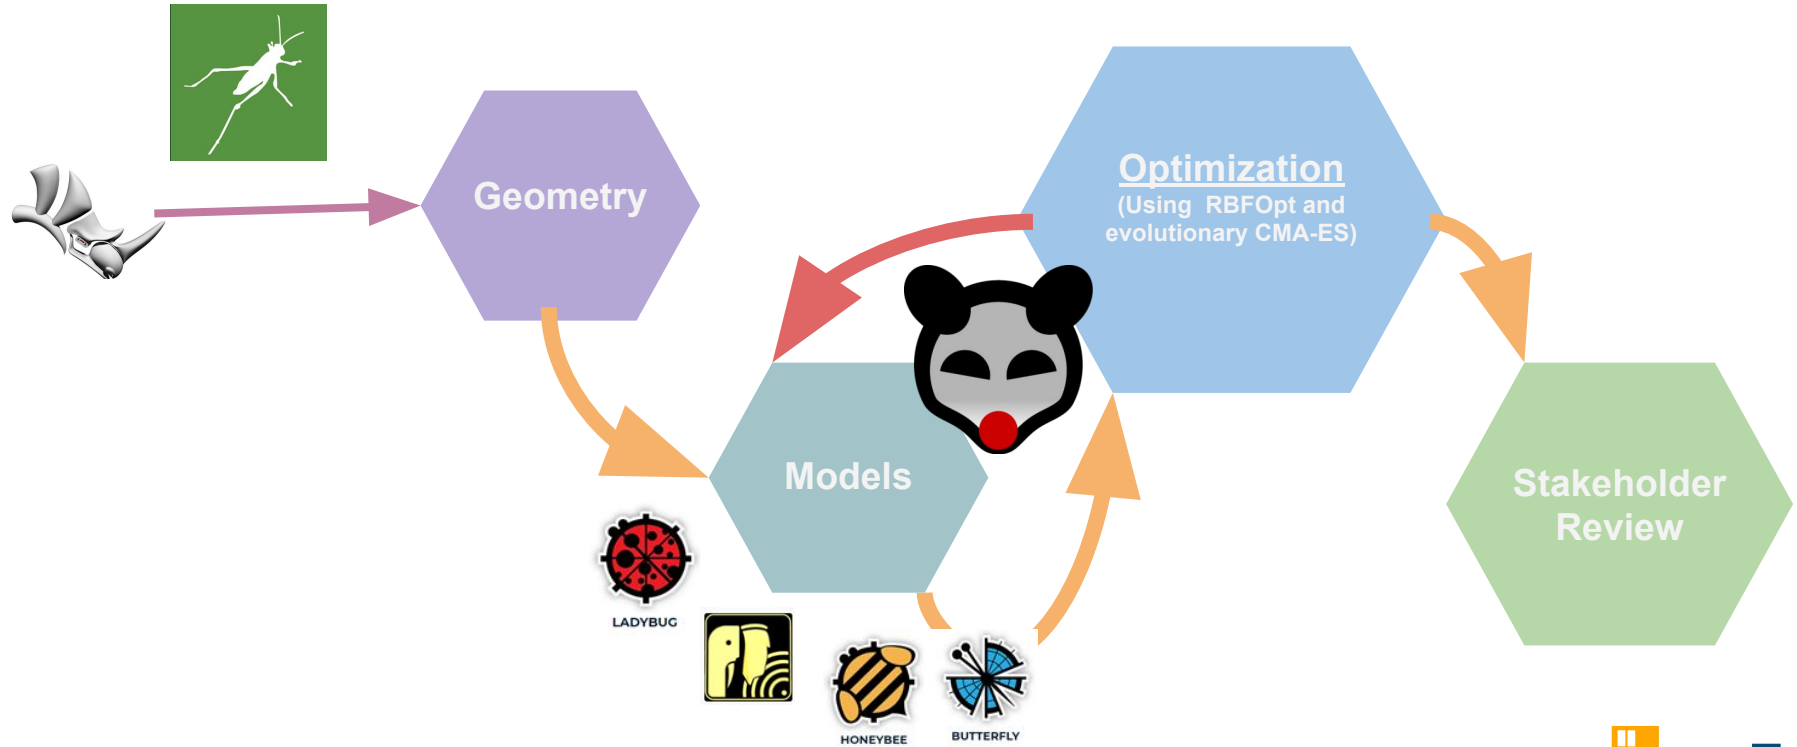 Geometry
Optimization
(Using RBFOpt and
evolutionary CMA-ES)
Models
Stakeholder
Review
LADYBUG
HONEYBEE
BUTTERFLY